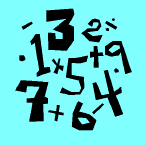 - 3 2 ÷
· 1 × 5 + 9
7 + 6 - 4